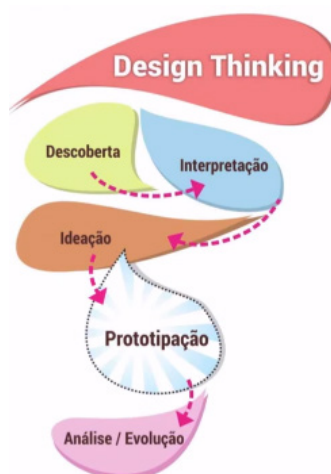 Design Thinking
Descoberta
Interpretação
Ideação
Prototipação
Análise / Evolução